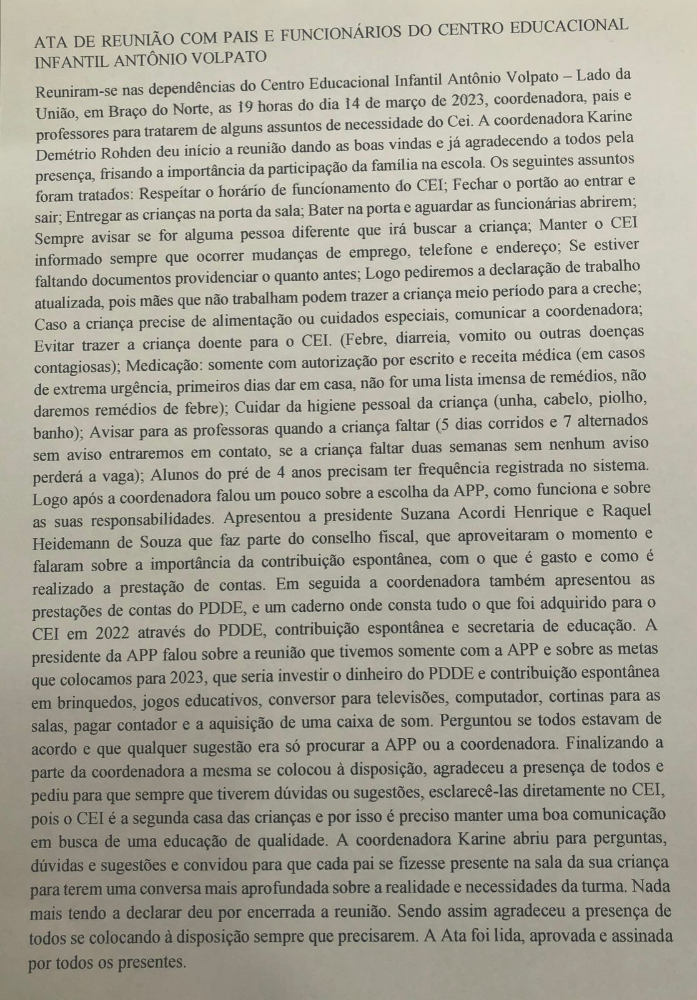 ATA DE REUNIÃO COM PAIS E FUNCIONÁRIOS DO CENTRO EDUCACIONAL
INFANTIL ANTÔNIO VOLPATO
Reuniram-se nas dependências do Centro Educacional Infantil Antônio Volpato – Lado da
União, em Braço do Norte, as 19 horas do dia 14 de março de 2023, coordenadora, pais e
professores para tratarem de alguns assuntos de necessidade do Cei. A coordenadora Karine
Demétrio Rohden deu início a reunião dando as boas vindas e já agradecendo a todos pela
presença, frisando a importância da participação da família na escola. Os seguintes assuntos
foram tratados: Respeitar o horário de funcionamento do CEI; Fechar o portão ao entrar e
sair; Entregar as crianças na porta da sala; Bater na porta e aguardar as funcionárias abrirem;
Sempre avisar se for alguma pessoa diferente que irá buscar a criança; Manter o CEI
informado sempre que ocorrer mudanças de emprego, telefone e endereço; Se estiver
faltando documentos providenciar o quanto antes; Logo pediremos a declaração de trabalho
atualizada, pois mães que não trabalham podem trazer a criança meio período para a creche;
Caso a criança precise de alimentação ou cuidados especiais, comunicar a coordenadora;
Evitar trazer a criança doente para o CEI. (Febre, diarreia, vomito ou outras doenças
contagiosas); Medicação: somente com autorização por escrito e receita médica (em casos
de extrema urgência, primeiros dias dar em casa, não for uma lista imensa de remédios, não
daremos remédios de febre); Cuidar da higiene pessoal da criança (unha, cabelo, piolho,
banho); Avisar para as professoras quando a criança faltar (5 dias corridos e 7 alternados
sem aviso entraremos em contato, se a criança faltar duas semanas sem nenhum aviso
perderá a vaga); Alunos do pré de 4 anos precisam ter frequência registrada no sistema.
Logo após a coordenadora falou um pouco sobre a escolha da APP, como funciona e sobre
as suas responsabilidades. Apresentou a presidente Suzana Acordi Henrique e Raquel
Heidemann de Souza que faz parte do conselho fiscal, que aproveitaram o momento e
falaram sobre a importância da contribuição espontânea, com o que é gasto e como é
realizado a prestação de contas. Em seguida a coordenadora também apresentou as
prestações de contas do PDDE, e um caderno onde consta tudo o que foi adquirido para o
CEI em 2022 através do PDDE, contribuição espontânea e secretaria de educação. A
presidente da APP falou sobre a reunião que tivemos somente com a APP e sobre as metas
que colocamos para 2023, que seria investir o dinheiro do PDDE e contribuição espontânea
em brinquedos, jogos educativos, conversor para televisões, computador, cortinas para as
salas, pagar contador e a aquisição de uma caixa de som. Perguntou se todos estavam de
acordo e que qualquer sugestão era só procurar a APP ou a coordenadora. Finalizando a
parte da coordenadora a mesma se colocou à disposição, agradeceu a presença de todos e
pediu para que sempre que tiverem dúvidas ou sugestões, esclarecê-las diretamente no CEI,
pois o CEI é a segunda casa das crianças e por isso é preciso manter uma boa comunicação
em busca de uma educação de qualidade. A coordenadora Karine abriu para perguntas,
dúvidas e sugestões e convidou para que cada pai se fizesse presente na sala da sua criança
para terem uma conversa mais aprofundada sobre a realidade e necessidades da turma. Nada
mais tendo a declarar deu por encerrada a reunião. Sendo assim agradeceu a presença de
todos se colocando à disposição sempre que precisarem. A Ata foi lida, aprovada e assinada
por todos os presentes.